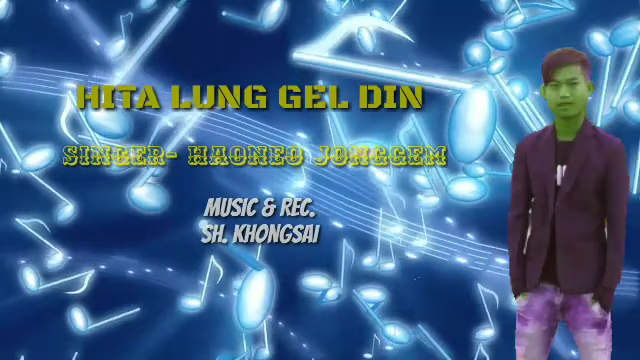 HITA LUNG GEL DIN
SINGER- HAONEO JONGGEM
MUSIC & REC.
SH. KHONGSAI